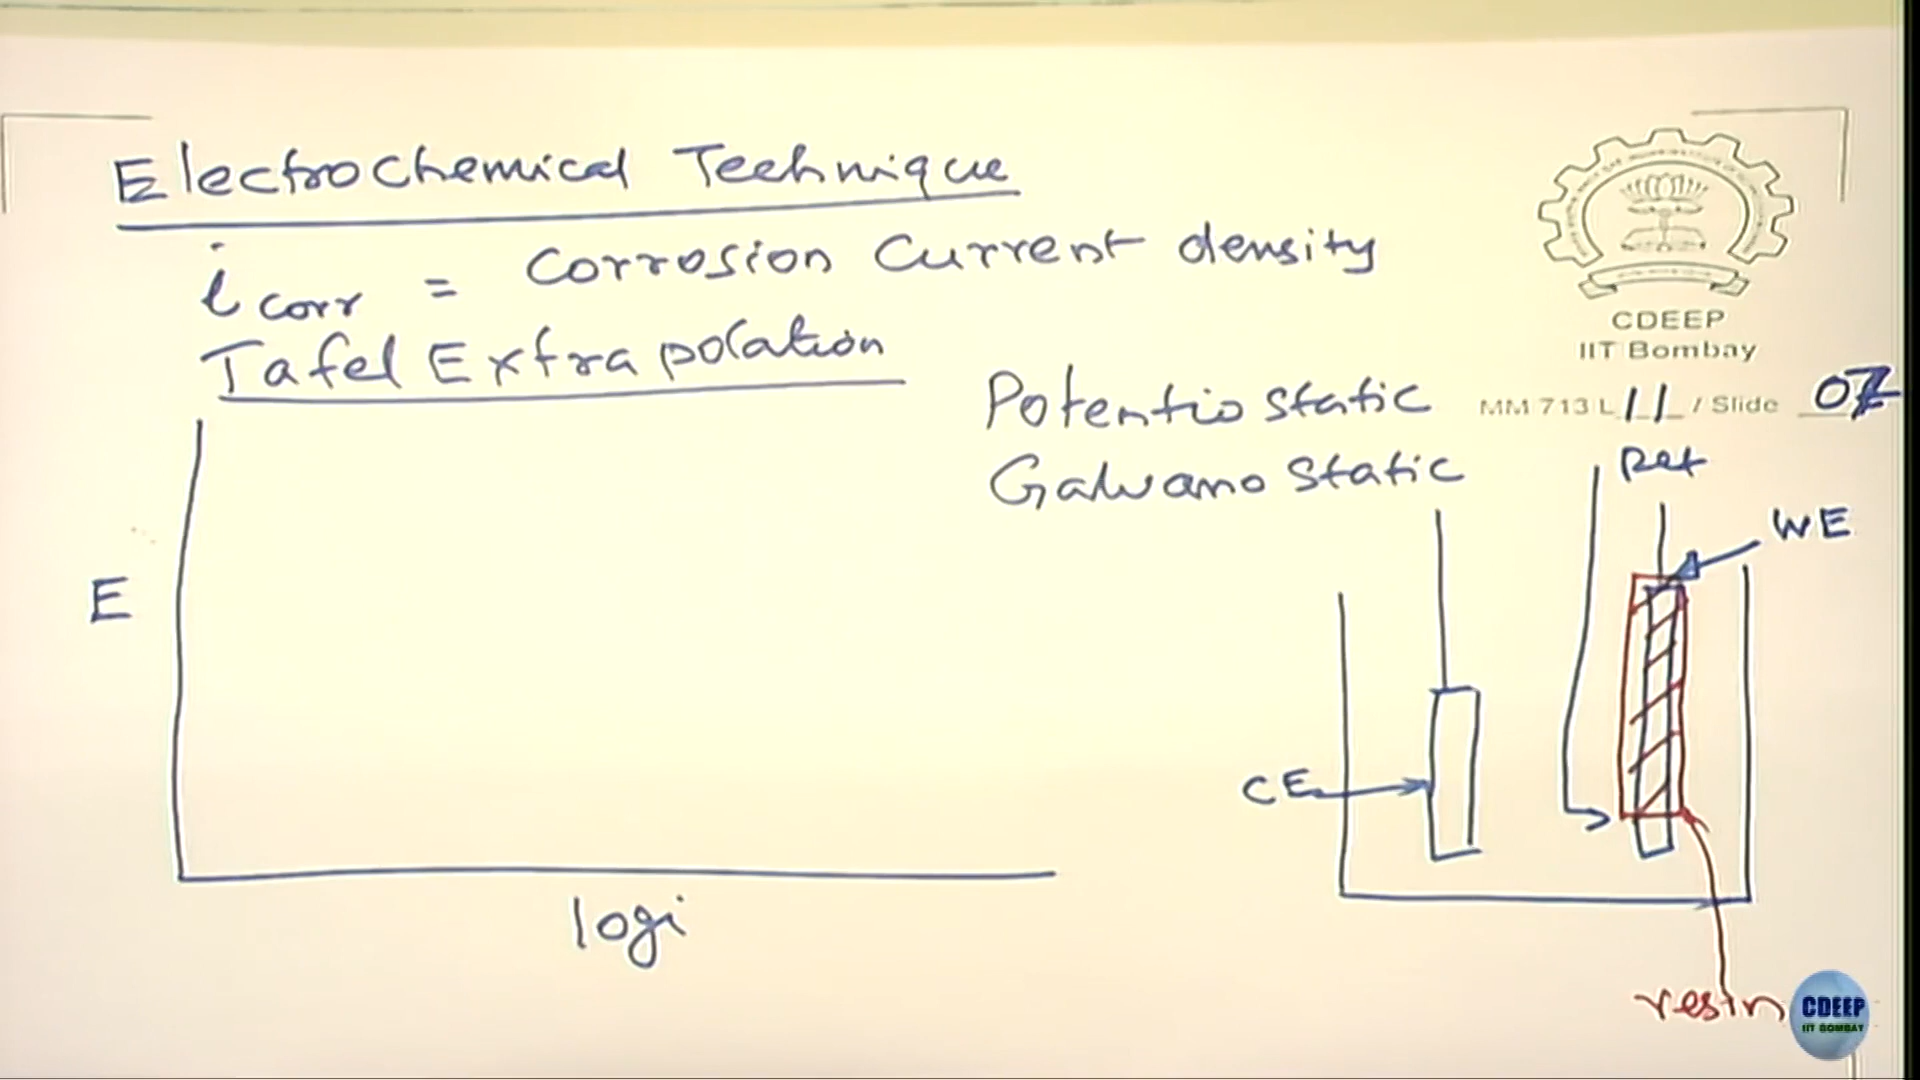 Electrochemical Technique
i corr = Corrosion Current density
Tafel Extrapolation
CDEEP
IIT Bombay
MM 713 L 11 / Slide 07
Potentiostatic
Galvanostatic
Ref
WE
E
CE
log i
resin
CDEEP
IIT BOMBAY